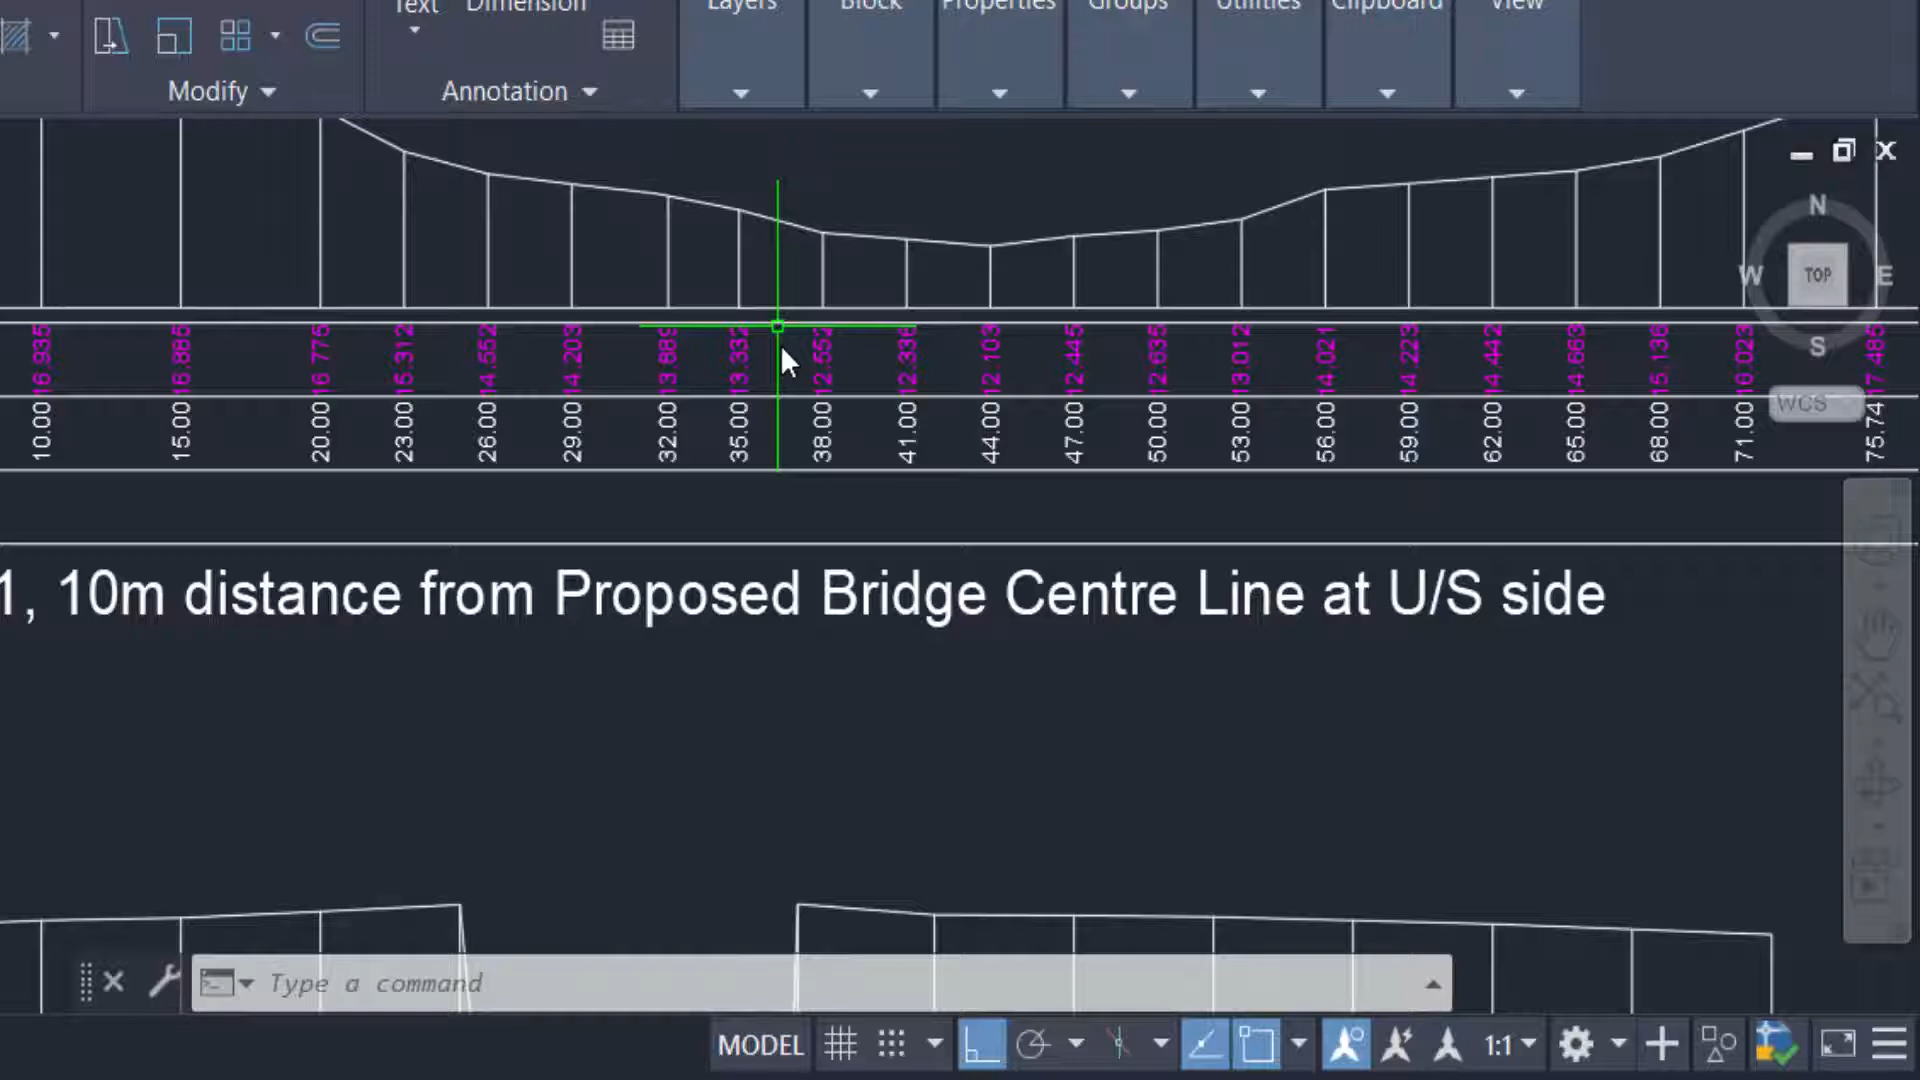 Text Dimension Layers Block Properties Groups Utilities Clipboard View
Modify Annotation
N
W TOP E
S
WCS
16.935 16.885 16.775 15.312 14.552 14.203 13.889 13.332 12.552 12.336 12.103 12.445 12.635 13.012 14.021 14.223 14.442 14.663 15.136 16.023 17.485
10.00 15.00 20.00 23.00 26.00 29.00 32.00 35.00 38.00 41.00 44.00 47.00 50.00 53.00 56.00 59.00 62.00 65.00 68.00 71.00 75.74
1, 10m distance from Proposed Bridge Centre Line at U/S side
Type a command
MODEL 1:1